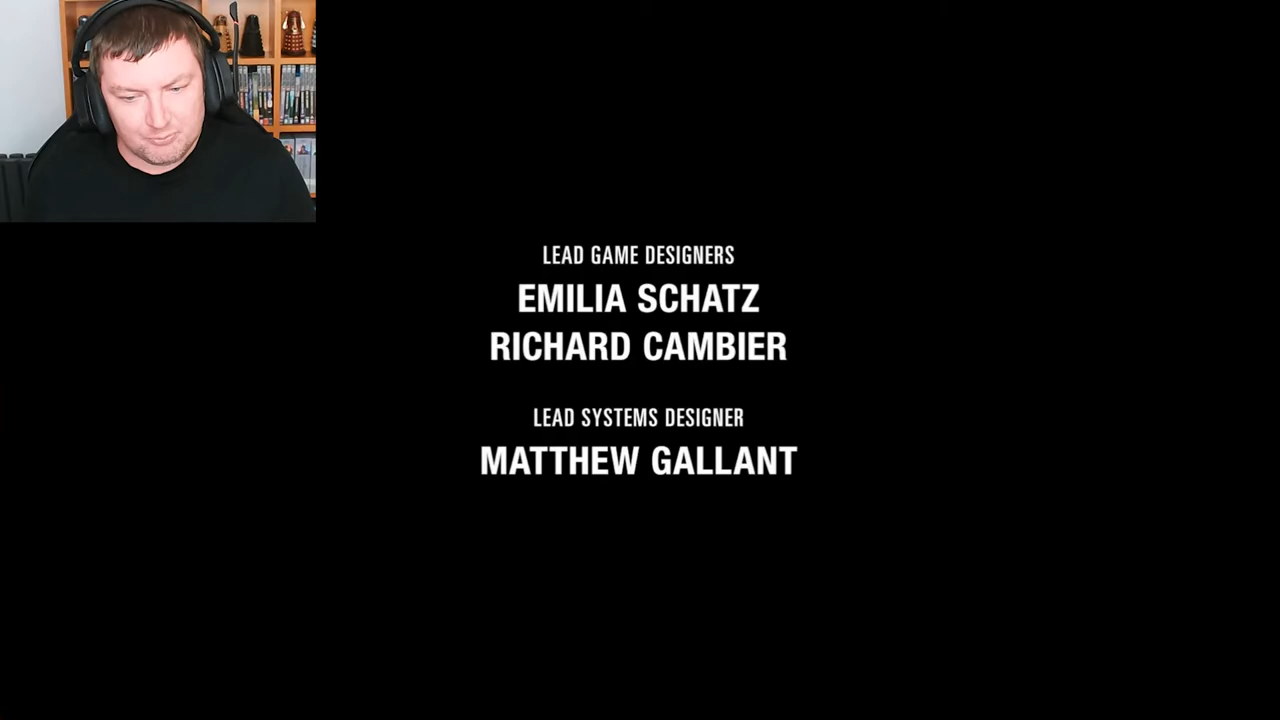 LEAD GAME DESIGNERS
EMILIA SCHATZ
RICHARD CAMBIER
LEAD SYSTEMS DESIGNER
MATTHEW GALLANT